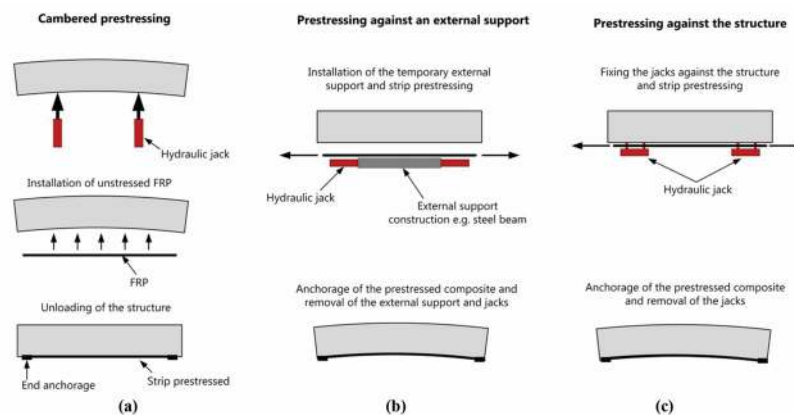 Cambered prestressing
Hydraulic jack
Installation of unstressed FRP
FRP
Unloading of the structure
End anchorage
Strip prestressed
(a)
Prestressing against an external support
Installation of the temporary external
support and strip prestressing
Hydraulic jack
External support
construction e.g. steel beam
Anchorage of the prestressed composite and
removal of the external support and jacks
(b)
Prestressing against the structure
Fixing the jacks against the structure
and strip prestressing
Hydraulic jack
Anchorage of the prestressed composite
and removal of the jacks
(c)